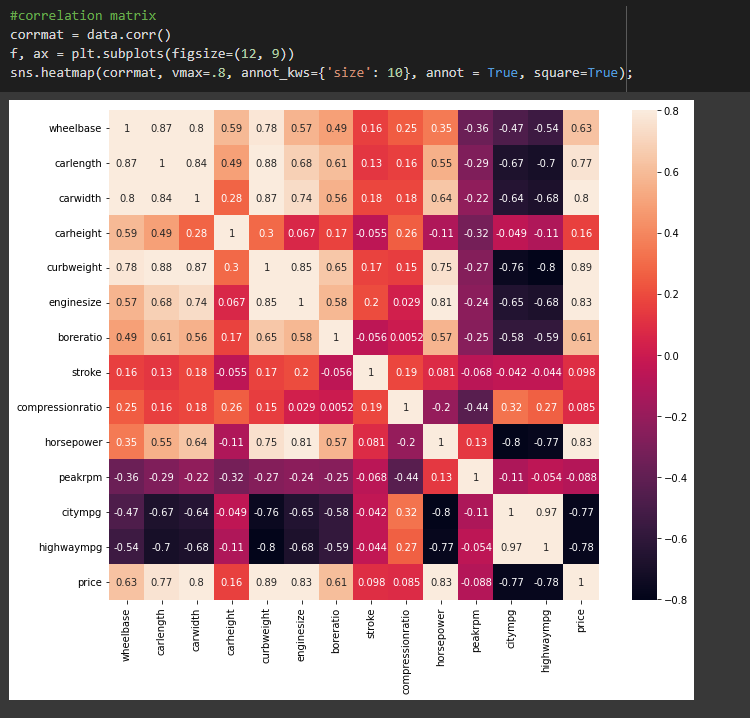 #correlation matrix
corrmat = data.corr()
f, ax = plt.subplots(figsize=(12, 9))
sns.heatmap(corrmat, vmax=.8, annot_kws={'size': 10}, annot = True, square=True);
wheelbase 1 0.87 0.8 0.59 0.78 0.57 0.49 0.16 0.25 0.35 -0.36 -0.47 -0.54 0.63
carlength 0.87 1 0.84 0.49 0.88 0.68 0.61 0.13 0.16 0.55 -0.29 -0.67 -0.7 0.77
carwidth 0.8 0.84 1 0.28 0.87 0.74 0.56 0.18 0.18 0.64 -0.22 -0.64 -0.68 0.8
carheight 0.59 0.49 0.28 1 0.3 0.067 0.17 -0.055 0.26 -0.11 -0.32 -0.049 -0.11 0.16
curbweight 0.78 0.88 0.87 0.3 1 0.85 0.65 0.17 0.15 0.75 -0.27 -0.76 -0.8 0.89
enginesize 0.57 0.68 0.74 0.067 0.85 1 0.58 0.2 0.029 0.81 -0.24 -0.65 -0.68 0.83
boreratio 0.49 0.61 0.56 0.17 0.65 0.58 1 -0.056 0.0052 0.57 -0.25 -0.58 -0.59 0.61
stroke 0.16 0.13 0.18 -0.055 0.17 0.2 -0.056 1 0.19 0.081 -0.068 -0.042 -0.044 0.098
compressionratio 0.25 0.16 0.18 0.26 0.15 0.029 0.0052 0.19 1 -0.2 -0.44 0.32 0.27 0.085
horsepower 0.35 0.55 0.64 -0.11 0.75 0.81 0.57 0.081 -0.2 1 0.13 -0.8 -0.77 0.83
peakrpm -0.36 -0.29 -0.22 -0.32 -0.27 -0.24 -0.25 -0.068 -0.44 0.13 1 -0.11 -0.054 -0.088
citympg -0.47 -0.67 -0.64 -0.049 -0.76 -0.65 -0.58 -0.042 0.32 -0.8 -0.11 1 0.97 -0.77
highwaympg -0.54 -0.7 -0.68 -0.11 -0.8 -0.68 -0.59 -0.044 0.27 -0.77 -0.054 0.97 1 -0.78
price 0.63 0.77 0.8 0.16 0.89 0.83 0.61 0.098 0.085 0.83 -0.088 -0.77 -0.78 1
wheelbase
carlength
carwidth
carheight
curbweight
enginesize
boreratio
stroke
compressionratio
horsepower
peakrpm
citympg
highwaympg
price
0.8
0.6
0.4
0.2
0.0
−0.2
−0.4
−0.6
−0.8